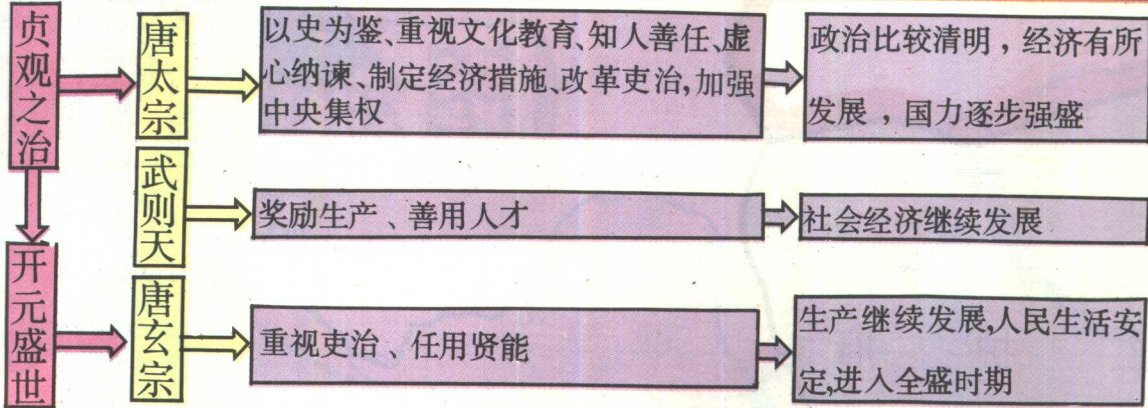 贞观之治
唐太宗
以史为鉴、重视文化教育、知人善任、虚
心纳谏、制定经济措施、改革吏治,加强
中央集权
政治比较清明，经济有所
发展，国力逐步强盛
武则天
奖励生产、善用人才
社会经济继续发展
开元盛世
唐玄宗
重视吏治、任用贤能
生产继续发展,人民生活安
定,进入全盛时期